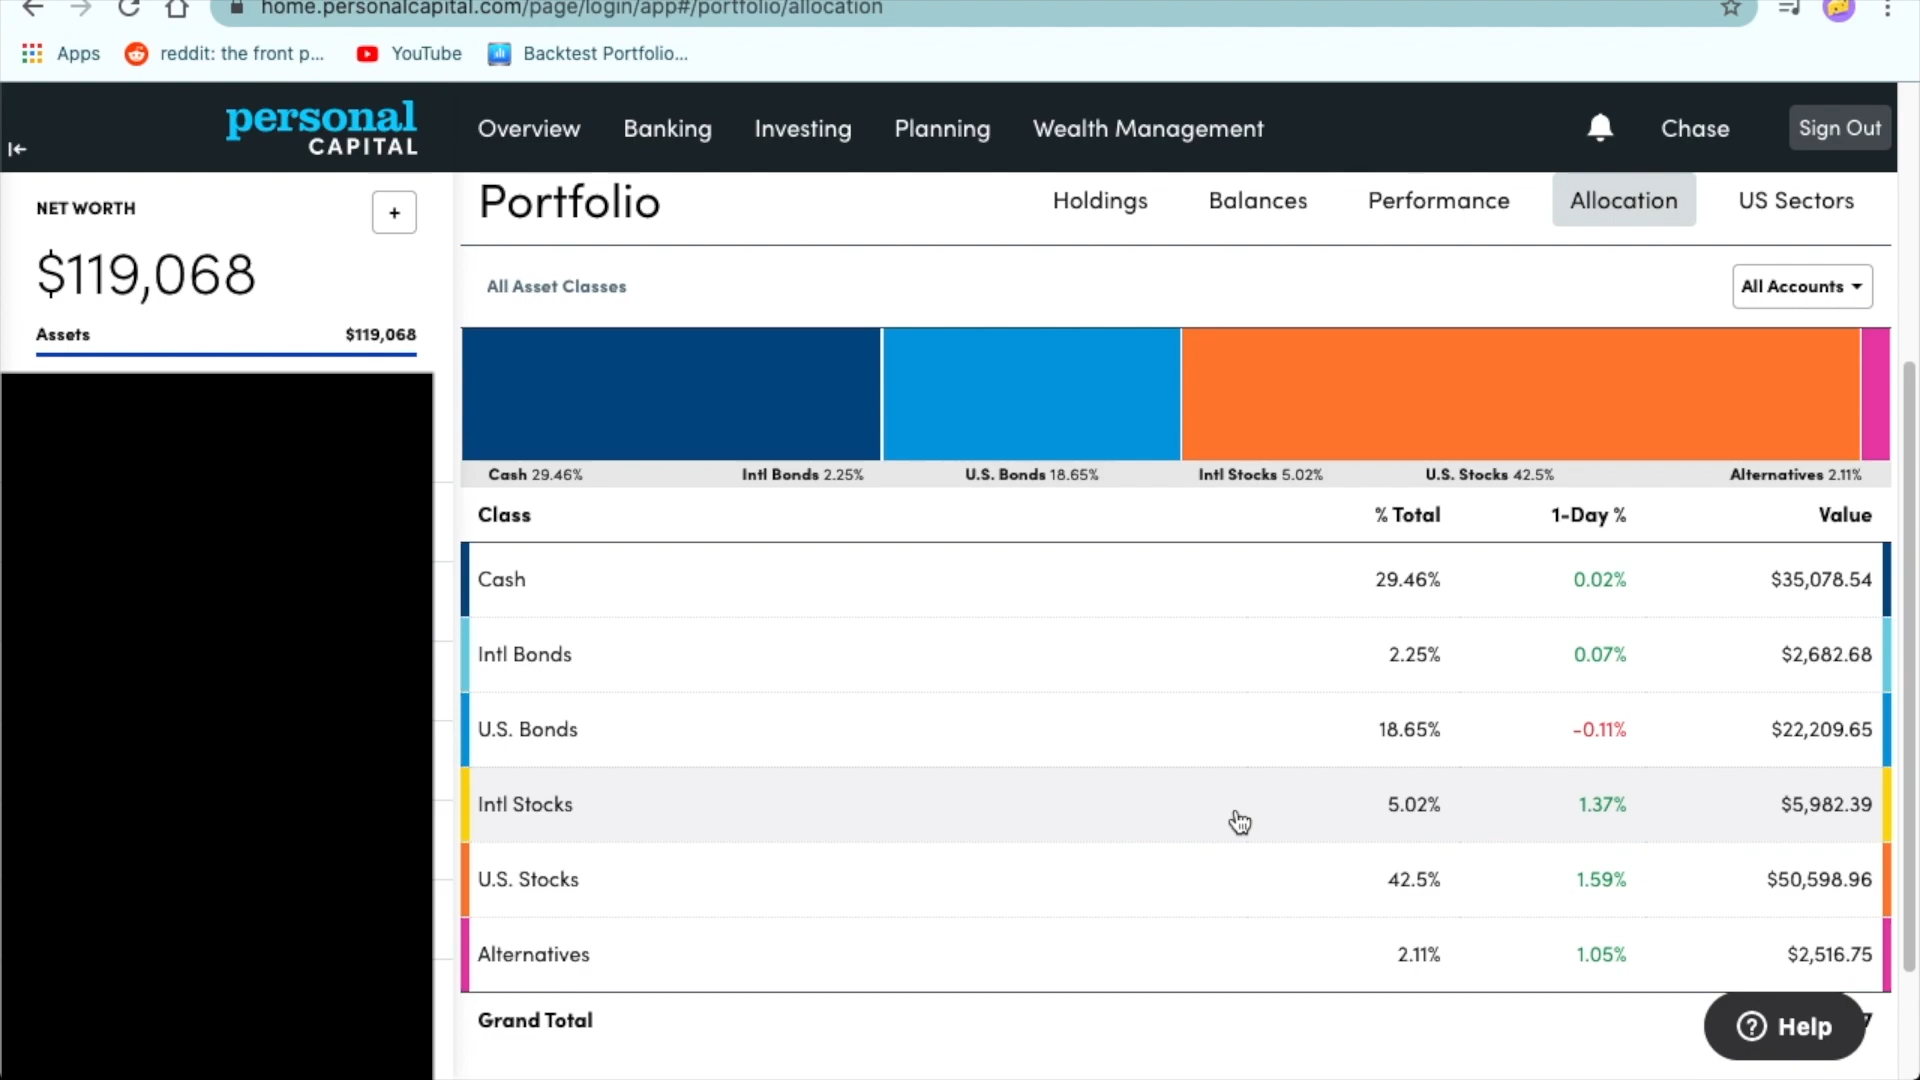 home.personalcapital.com/page/login/app#/portfolio/allocation
Apps reddit: the front p... YouTube Backtest Portfolio...
personal CAPITAL Overview Banking Investing Planning Wealth Management Chase Sign Out
NET WORTH +
$119,068
Assets $119,068
Portfolio Holdings Balances Performance Allocation US Sectors
All Asset Classes All Accounts
Cash 29.46% Intl Bonds 2.25% U.S. Bonds 18.65% Intl Stocks 5.02% U.S. Stocks 42.5% Alternatives 2.11%
Class % Total 1-Day % Value
Cash 29.46% 0.02% $35,078.54
Intl Bonds 2.25% 0.07% $2,682.68
U.S. Bonds 18.65% -0.11% $22,209.65
Intl Stocks 5.02% 1.37% $5,982.39
U.S. Stocks 42.5% 1.59% $50,598.96
Alternatives 2.11% 1.05% $2,516.75
Grand Total
? Help